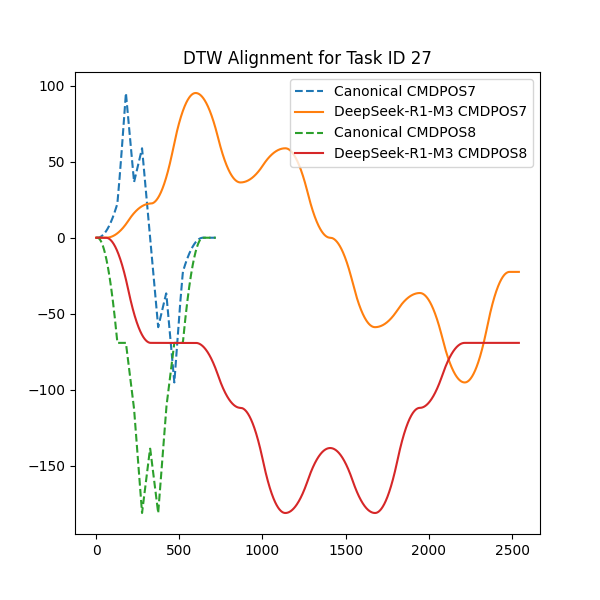 DTW Alignment for Task ID 27
Canonical CMDPOS7
DeepSeek-R1-M3 CMDPOS7
Canonical CMDPOS8
DeepSeek-R1-M3 CMDPOS8
100
50
0
−50
−100
−150
0 500 1000 1500 2000 2500